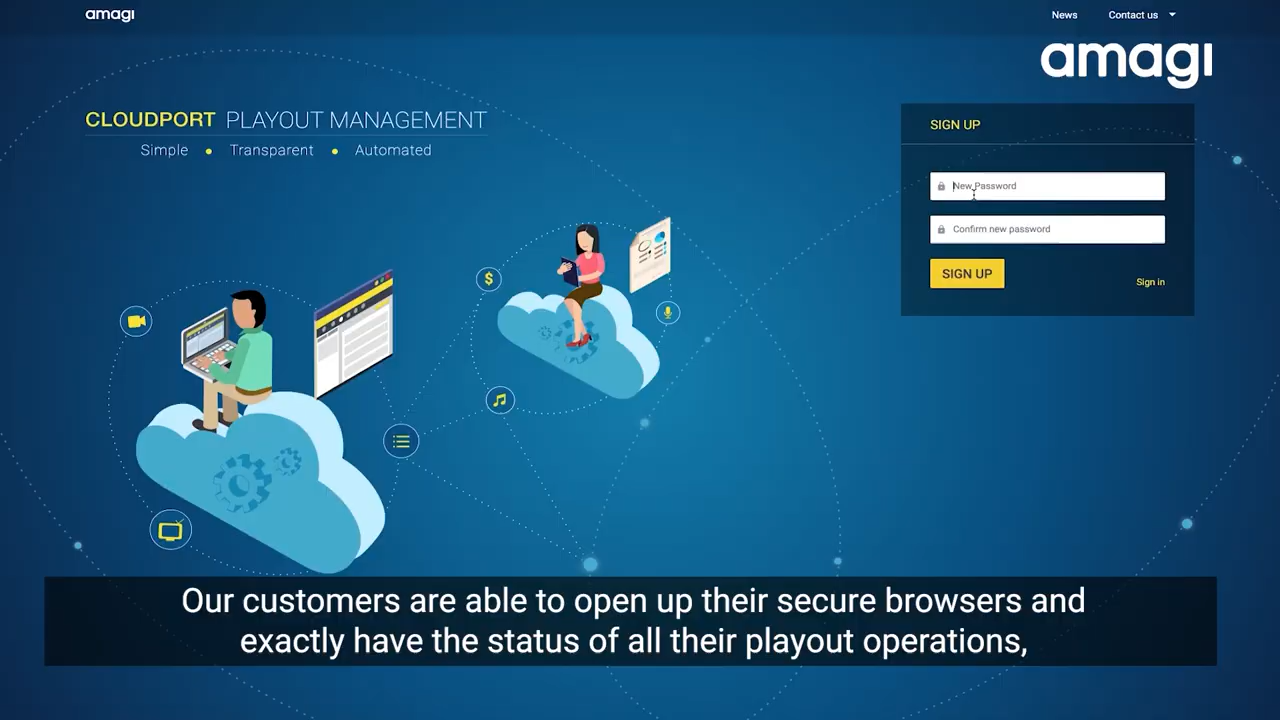 amagi
News
Contact us
amagi
CLOUDPORT PLAYOUT MANAGEMENT
Simple • Transparent • Automated
SIGN UP
New Password
Confirm new password
SIGN UP
Sign in
$
Our customers are able to open up their secure browsers and
exactly have the status of all their playout operations,